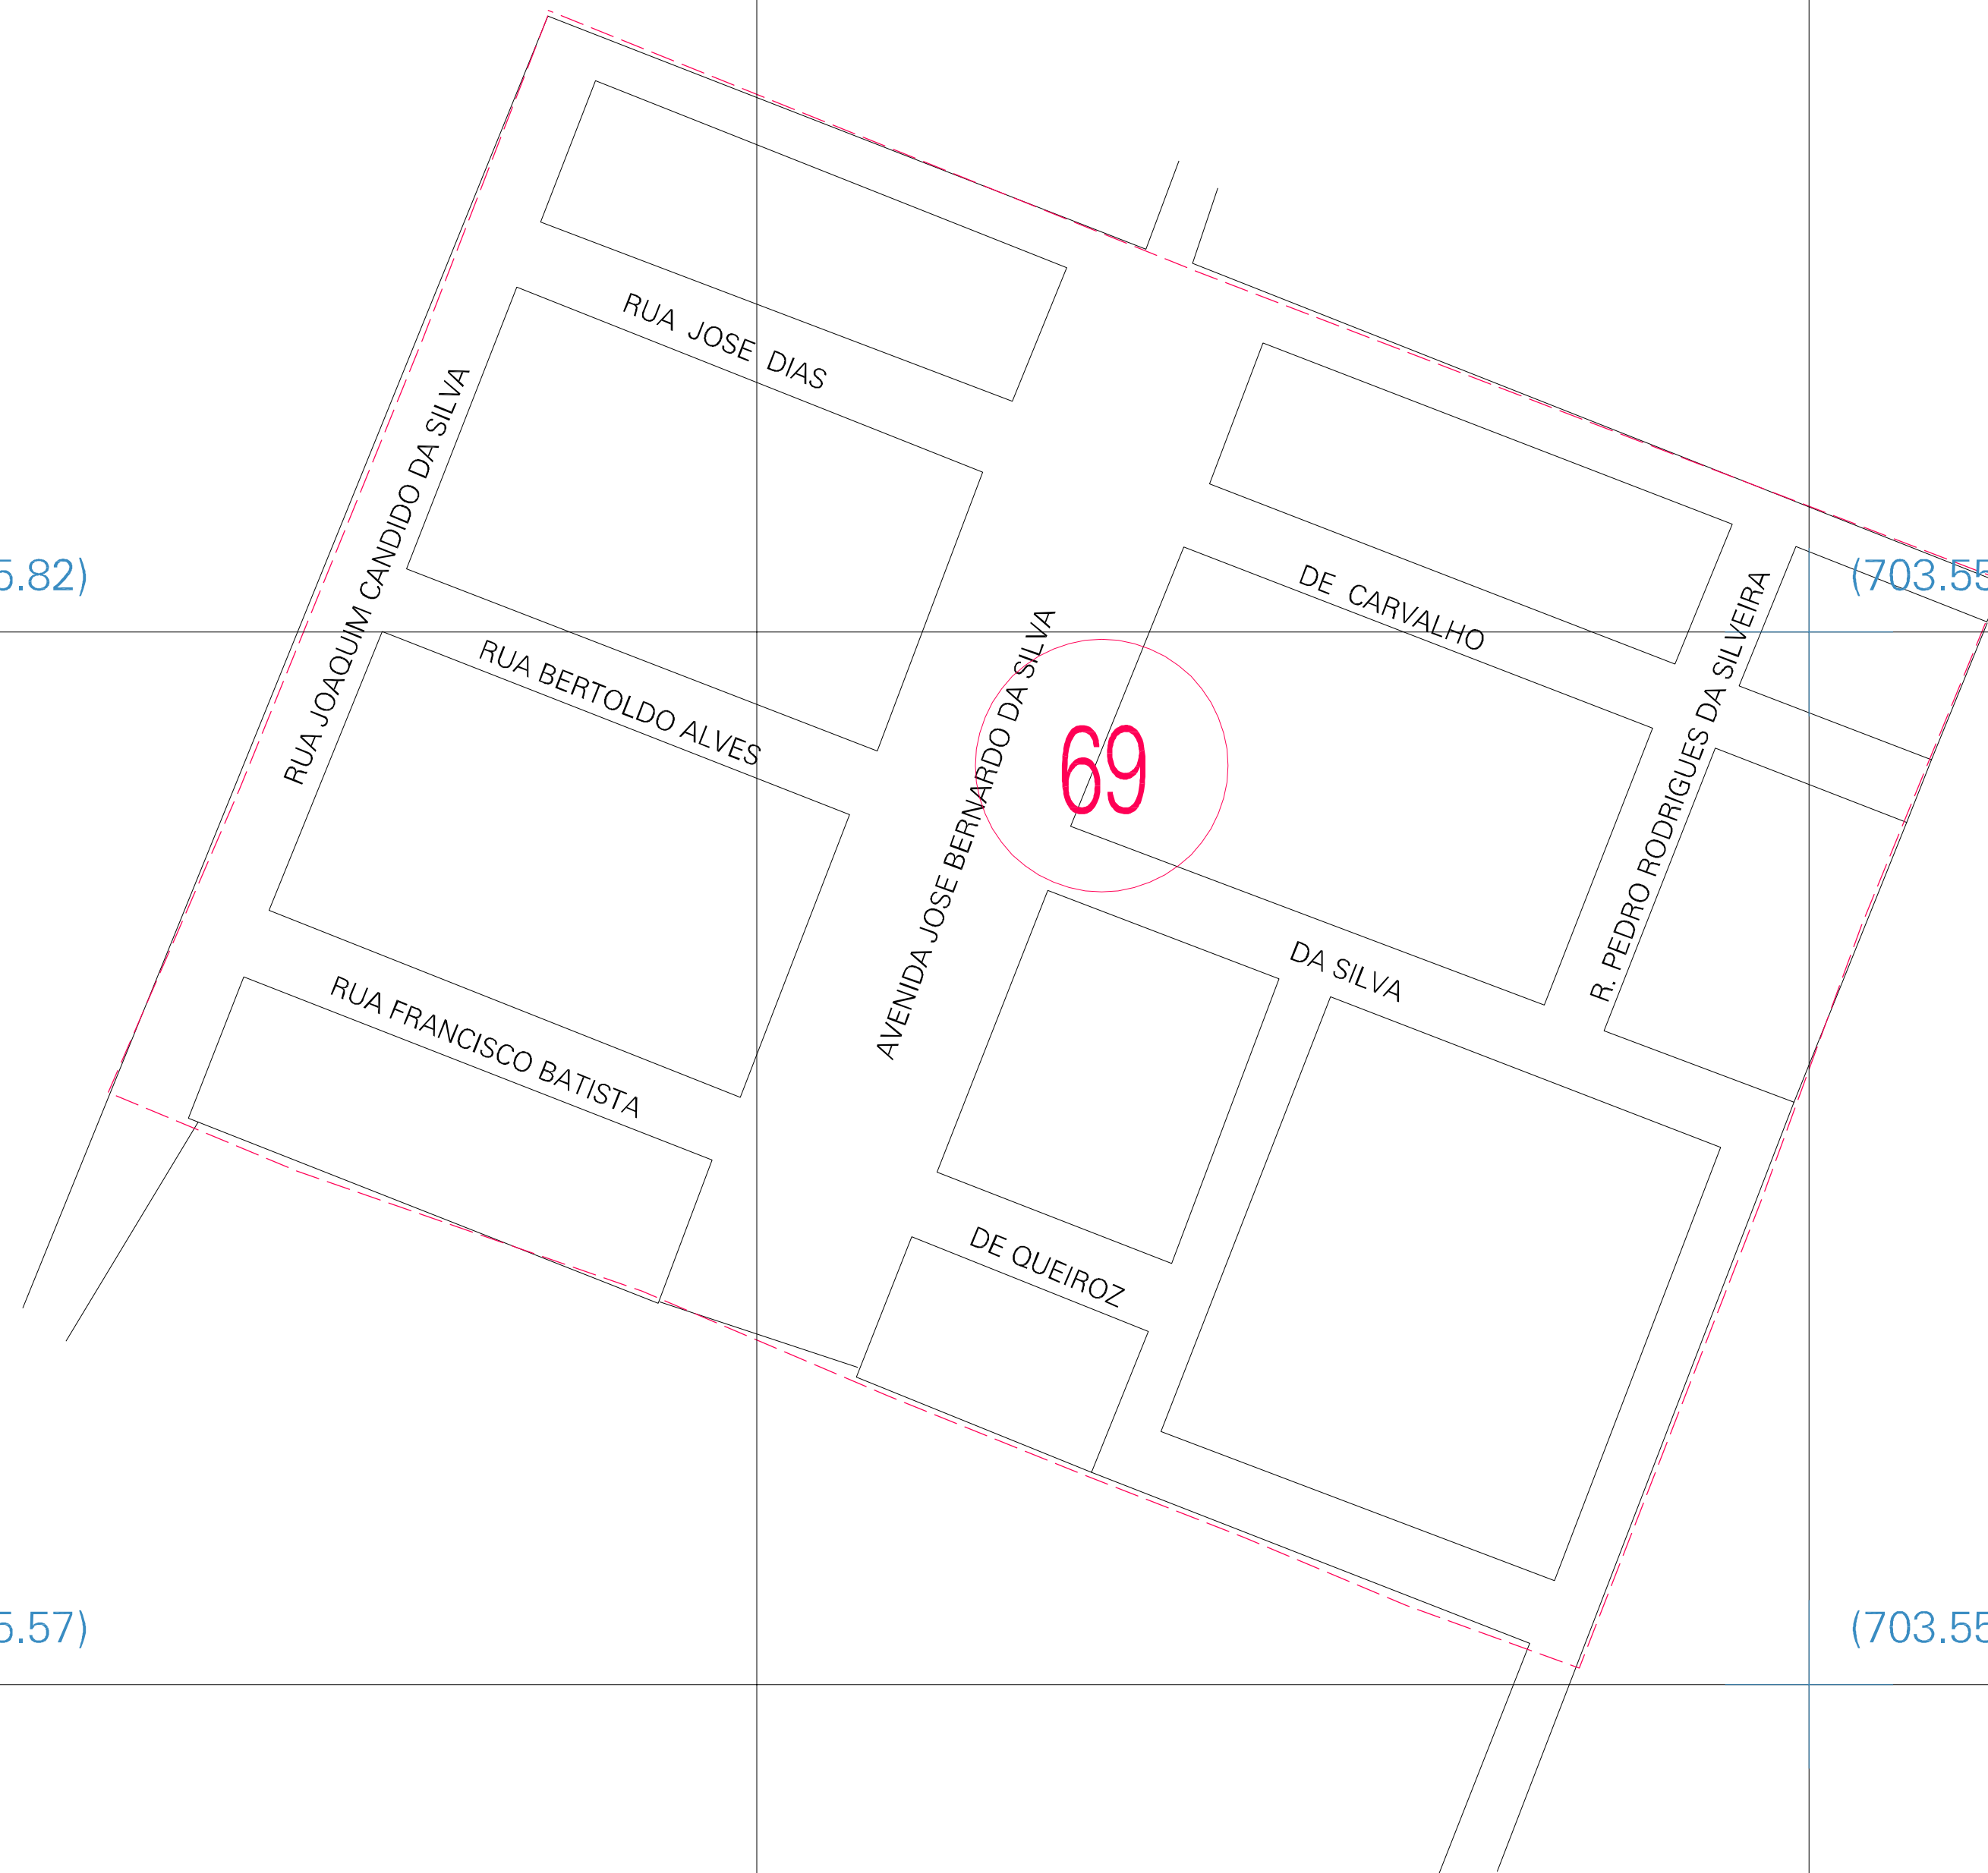 RUA JOSE DIAS
DE CARVALHO
5.82)
(703.55
RUA JOAQUIM CANDIDO DA SILVA
RUA BERTOLDO ALVES
DA SILVA
AVENIDA JOSE BERNARDO DA SILVA
69
R. PEDRO RODRIGUES DA SILVEIRA
RUA FRANCISCO BATISTA
DE QUEIROZ
5.57)
(703.55